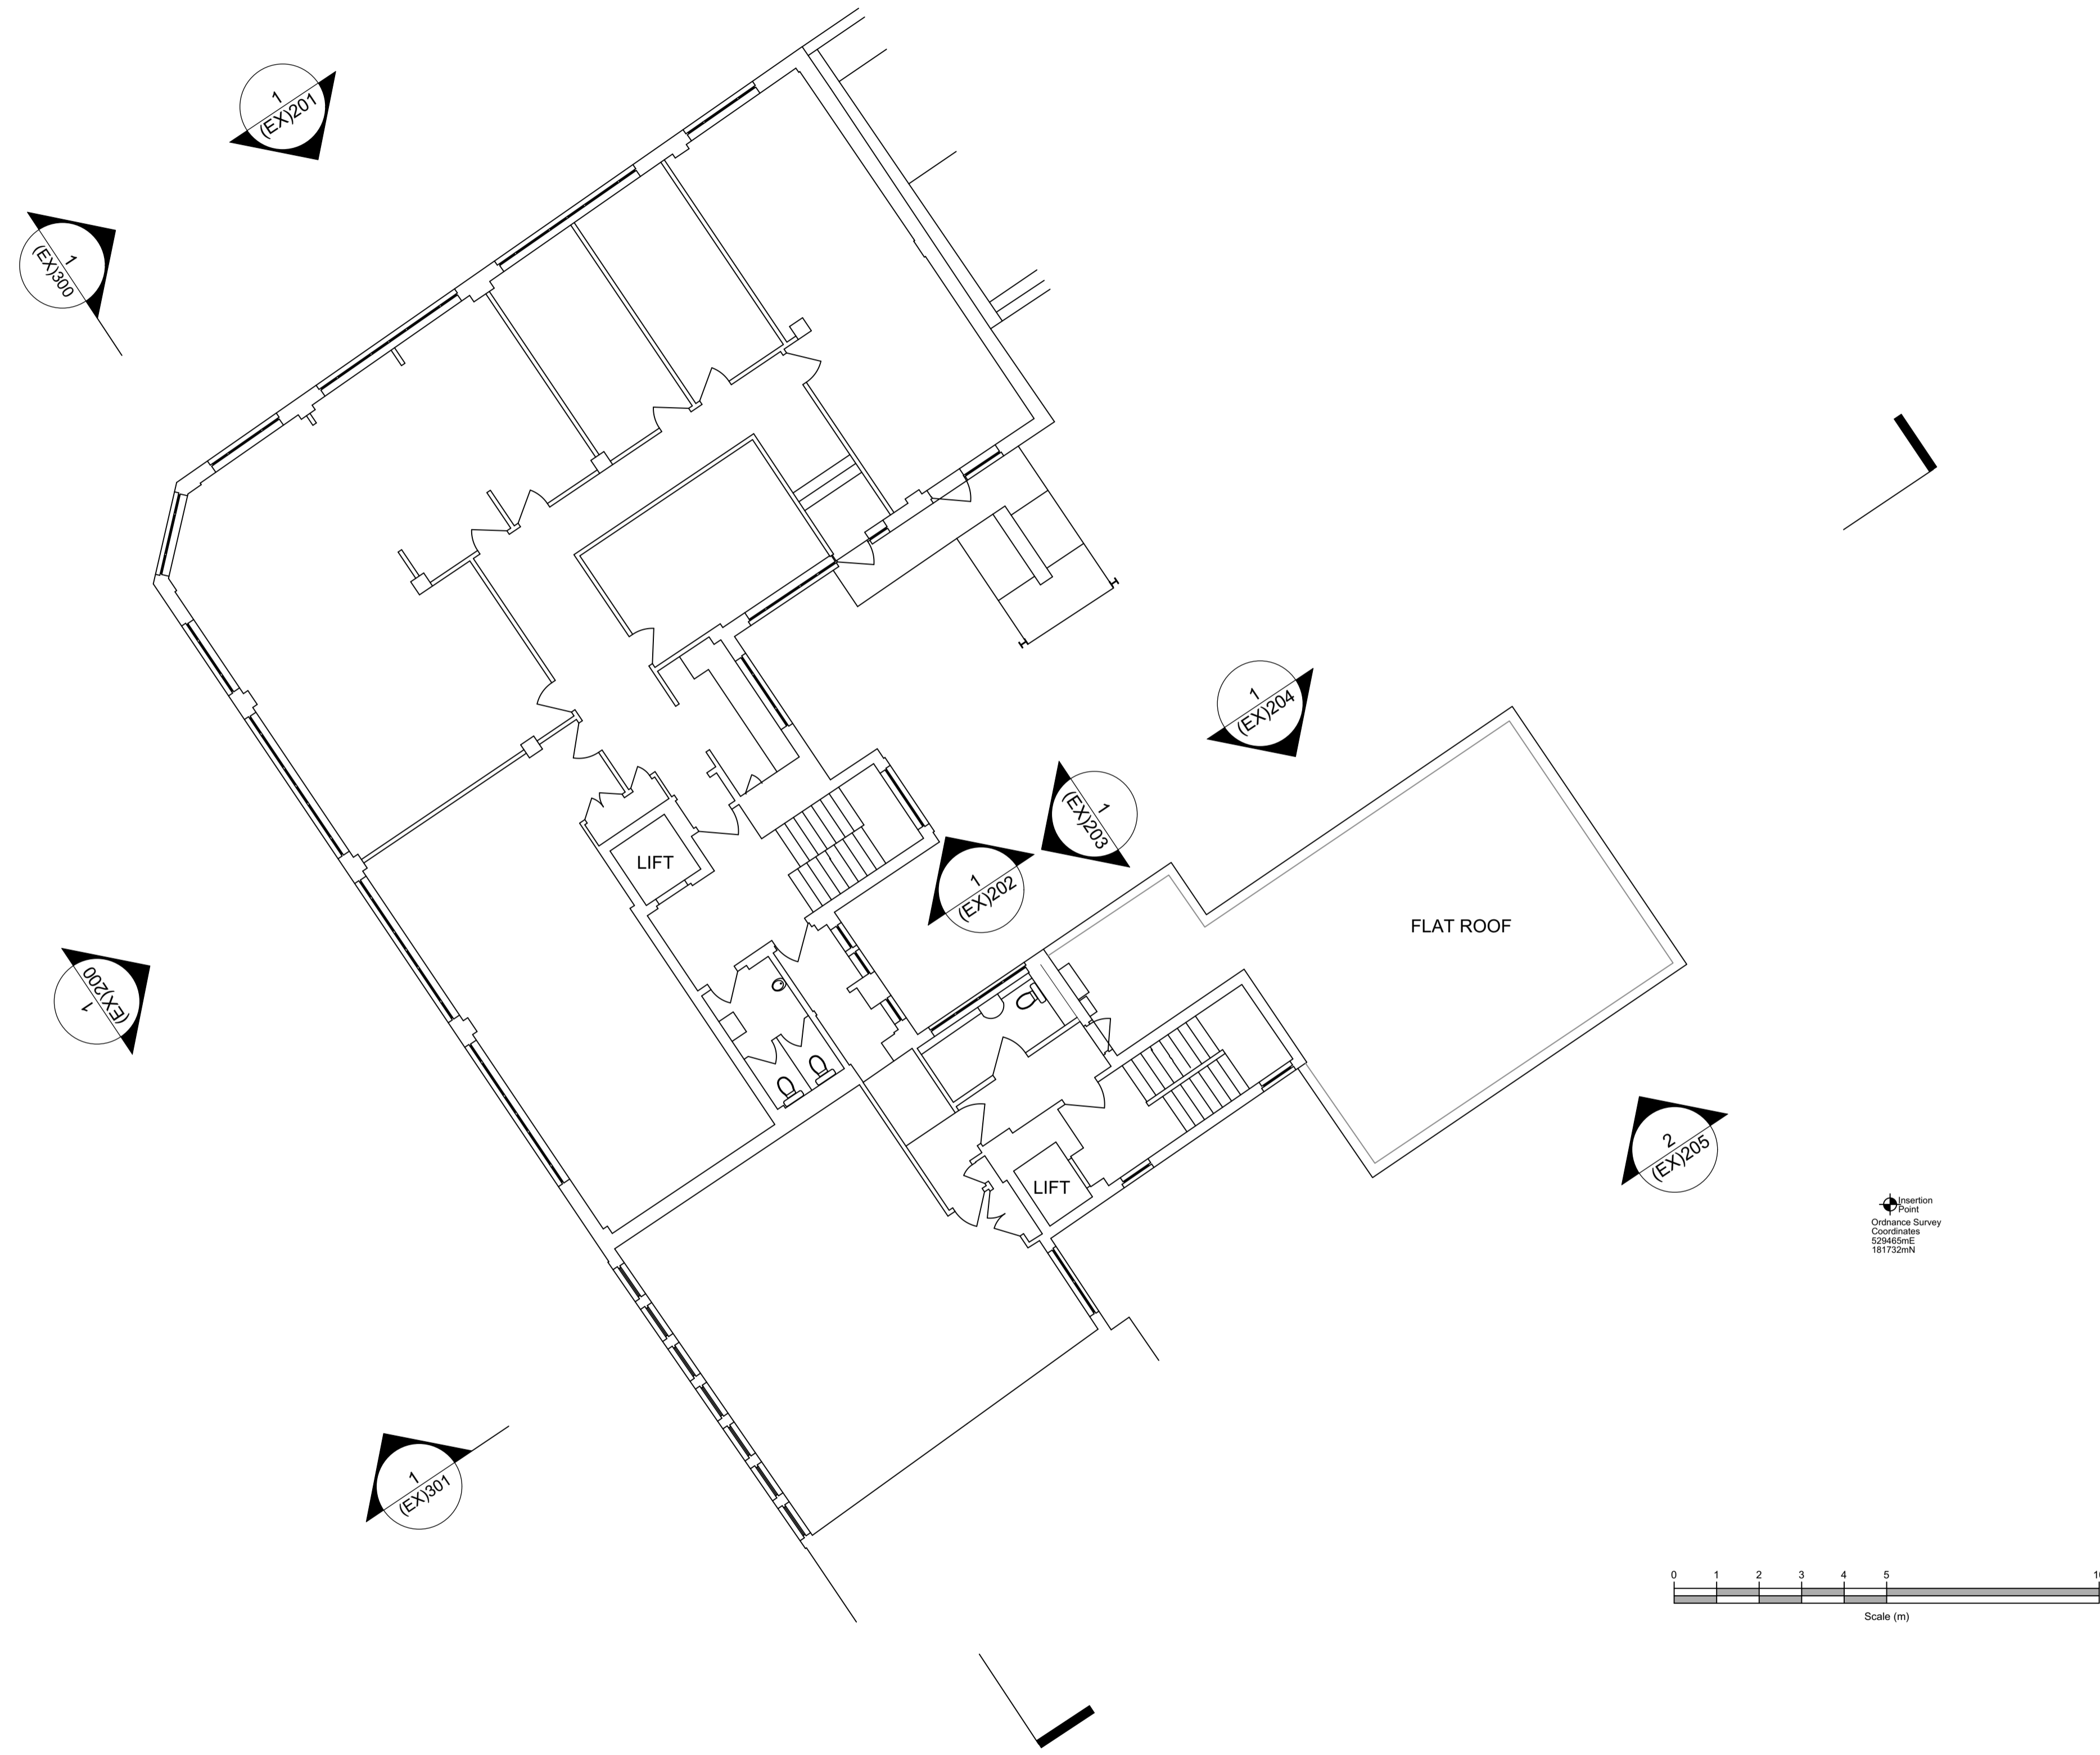 1
(EX)201
1
(EX)300
1
(EX)204
1
(EX)203
LIFT
1
(EX)202
FLAT ROOF
1
(EX)200
2
(EX)205
LIFT
Insertion
Point
Ordnance Survey
Coordinates
529465mE
181732mN
1
(EX)301
0 1 2 3 4 5
Scale (m)